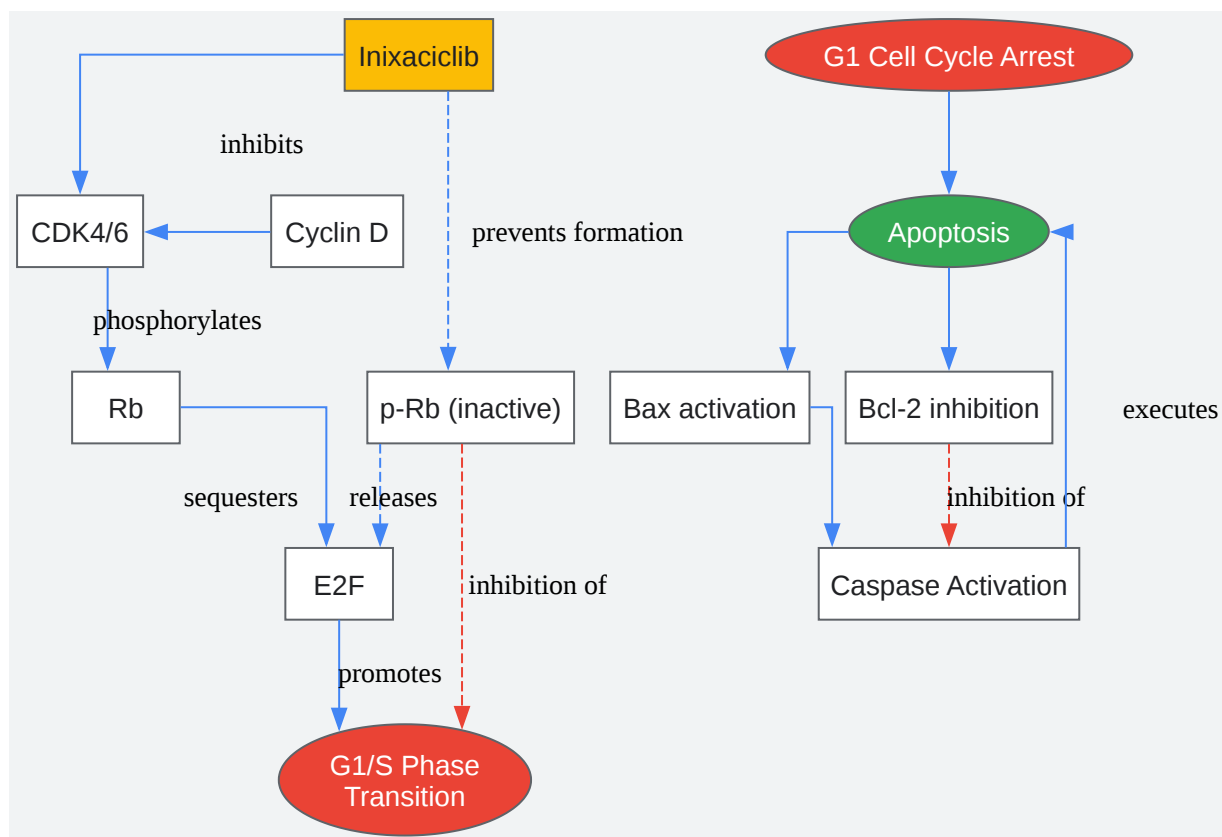 Inixaciclib
G1 Cell Cycle Arrest
inhibits
CDK4/6
Cyclin D
prevents formation
Apoptosis
phosphorylates
Rb
p-Rb (inactive)
Bax activation
Bcl-2 inhibition
executes
sequesters
releases
inhibition of
E2F
inhibition of
Caspase Activation
promotes
G1/S Phase
Transition